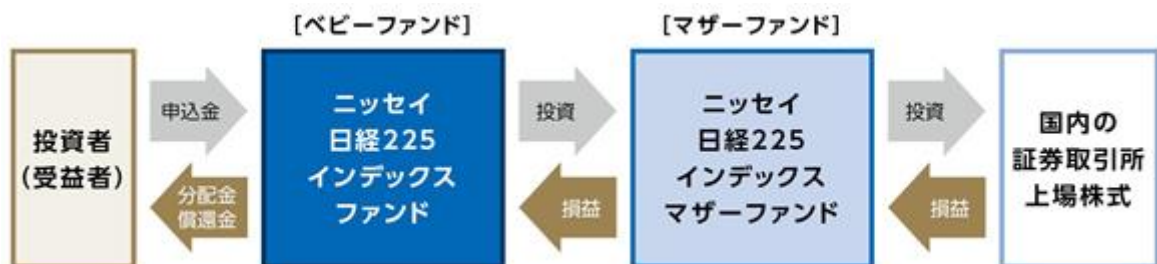 [ベビーファンド]
[マザーファンド]
投資者
(受益者)
申込金
分配金
償還金
ニッセイ
日経225
インデックス
ファンド
投資
損益
ニッセイ
日経225
インデックス
マザーファンド
投資
損益
国内の
証券取引所
上場株式